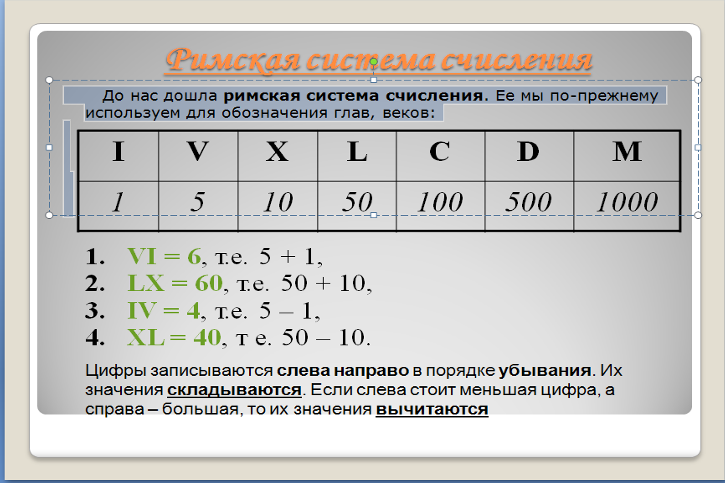 Римская система счисления
До нас дошла римская система счисления. Ее мы по-прежнему
используем для обозначения глав, веков:
I V X L C D M
1 5 10 50 100 500 1000
1. VI = 6, т.е. 5 + 1,
2. LX = 60, т.е. 50 + 10,
3. IV = 4, т.е. 5 – 1,
4. XL = 40, т е. 50 – 10.
Цифры записываются слева направо в порядке убывания. Их
значения складываются. Если слева стоит меньшая цифра, а
справа – большая, то их значения вычитаются